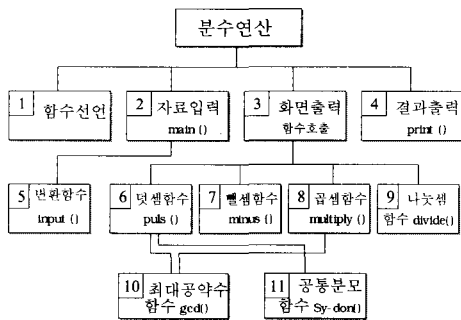 분수연산
1 함수선언
2 자료입력
main ()
3 화면출력
함수호출
4 결과출력
print ()
5 변환함수
input ()
6 덧셈함수
puls ()
7 뺄셈함수
minus ()
8 곱셈함수
multiply ()
9 나눗셈
함수 divide()
10 최대공약수
함수 gcd()
11 공통분모
함수 Sy-don()